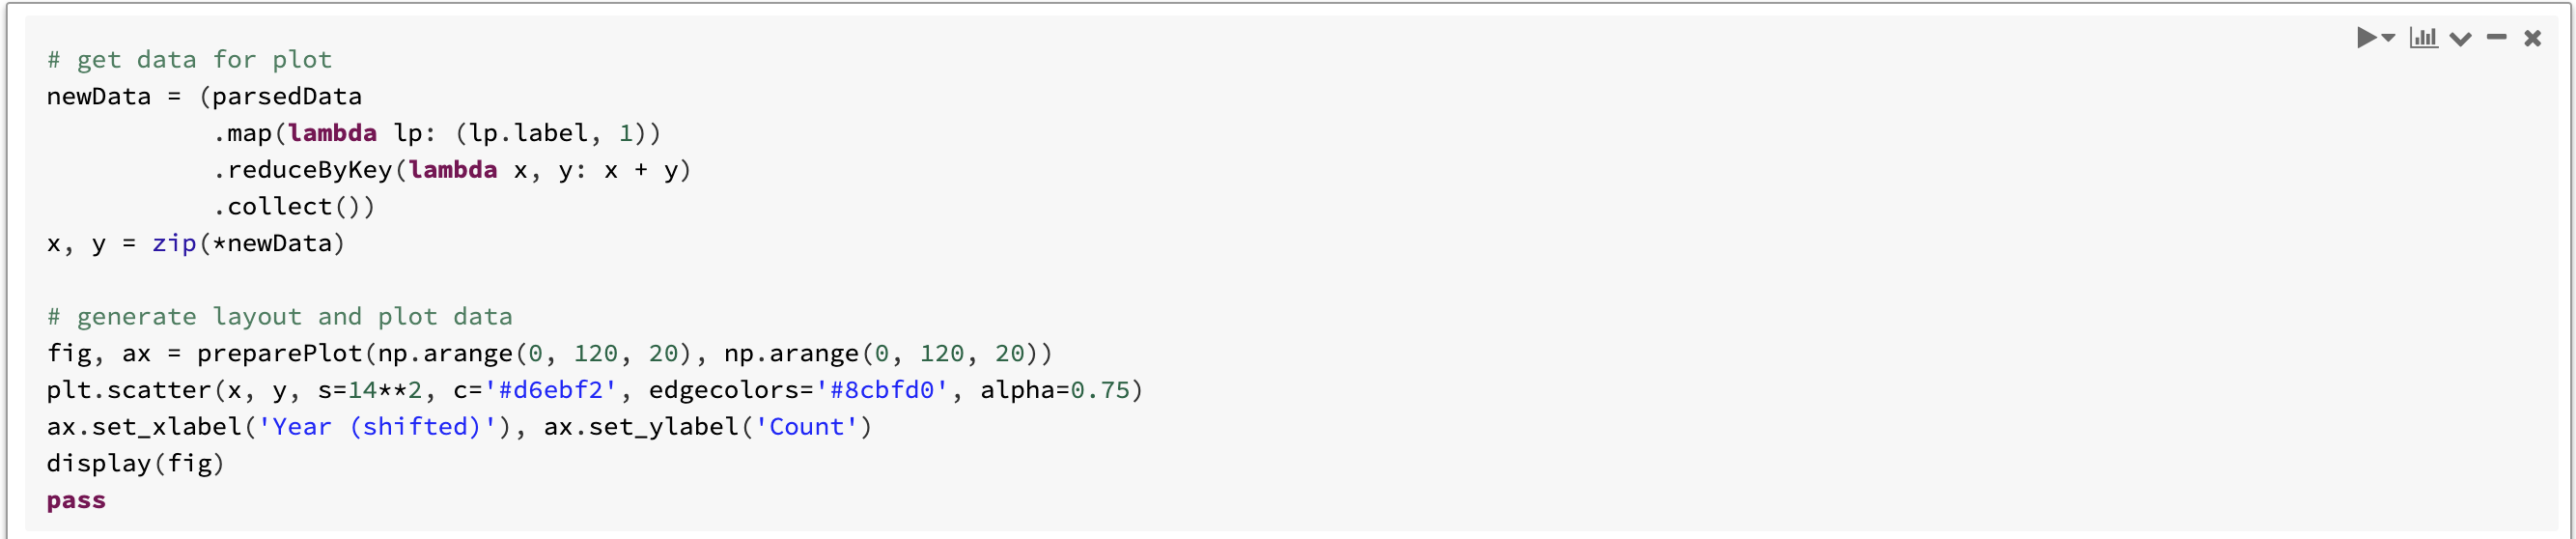 # get data for plot
newData = (parsedData
           .map(lambda lp: (lp.label, 1))
           .reduceByKey(lambda x, y: x + y)
           .collect())
x, y = zip(*newData)

# generate layout and plot data
fig, ax = preparePlot(np.arange(0, 120, 20), np.arange(0, 120, 20))
plt.scatter(x, y, s=14**2, c='#d6ebf2', edgecolors='#8cbfd0', alpha=0.75)
ax.set_xlabel('Year (shifted)'), ax.set_ylabel('Count')
display(fig)
pass